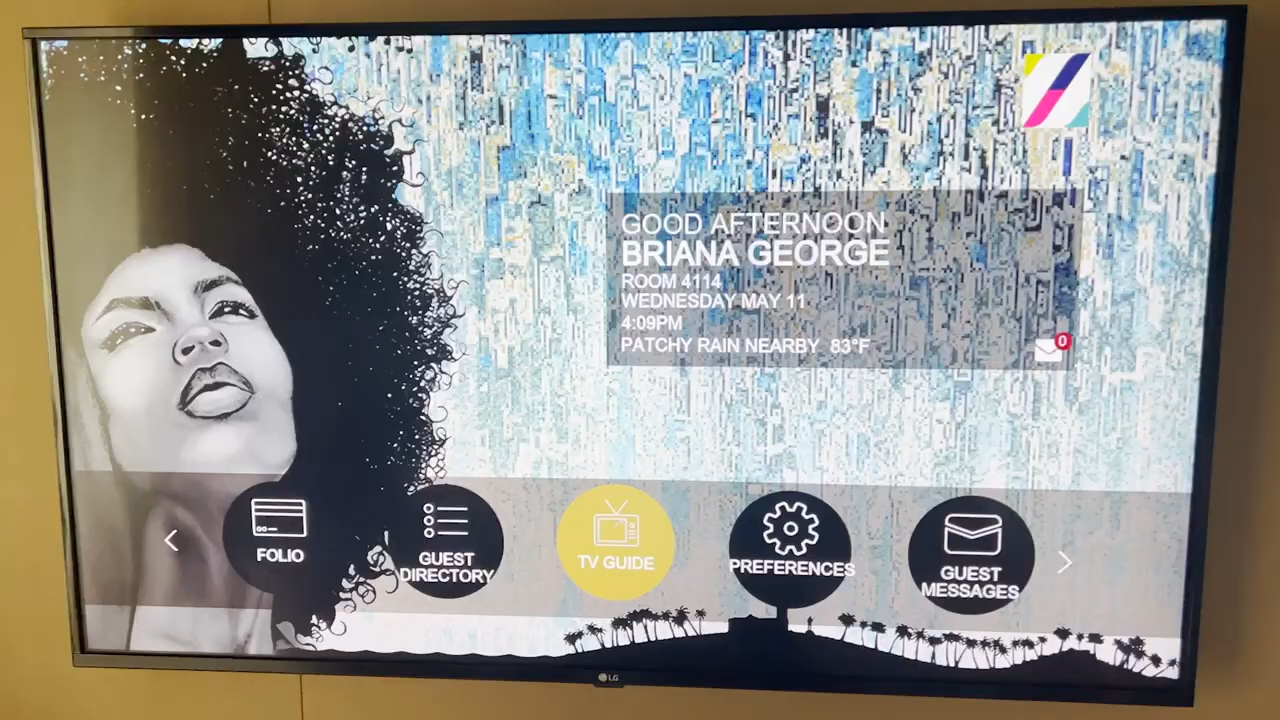 GOOD AFTERNOON
BRIANA GEORGE
ROOM 4114
WEDNESDAY MAY 11
4:09PM
PATCHY RAIN NEARBY 83°F
0
FOLIO
GUEST DIRECTORY
TV GUIDE
PREFERENCES
GUEST MESSAGES
LG